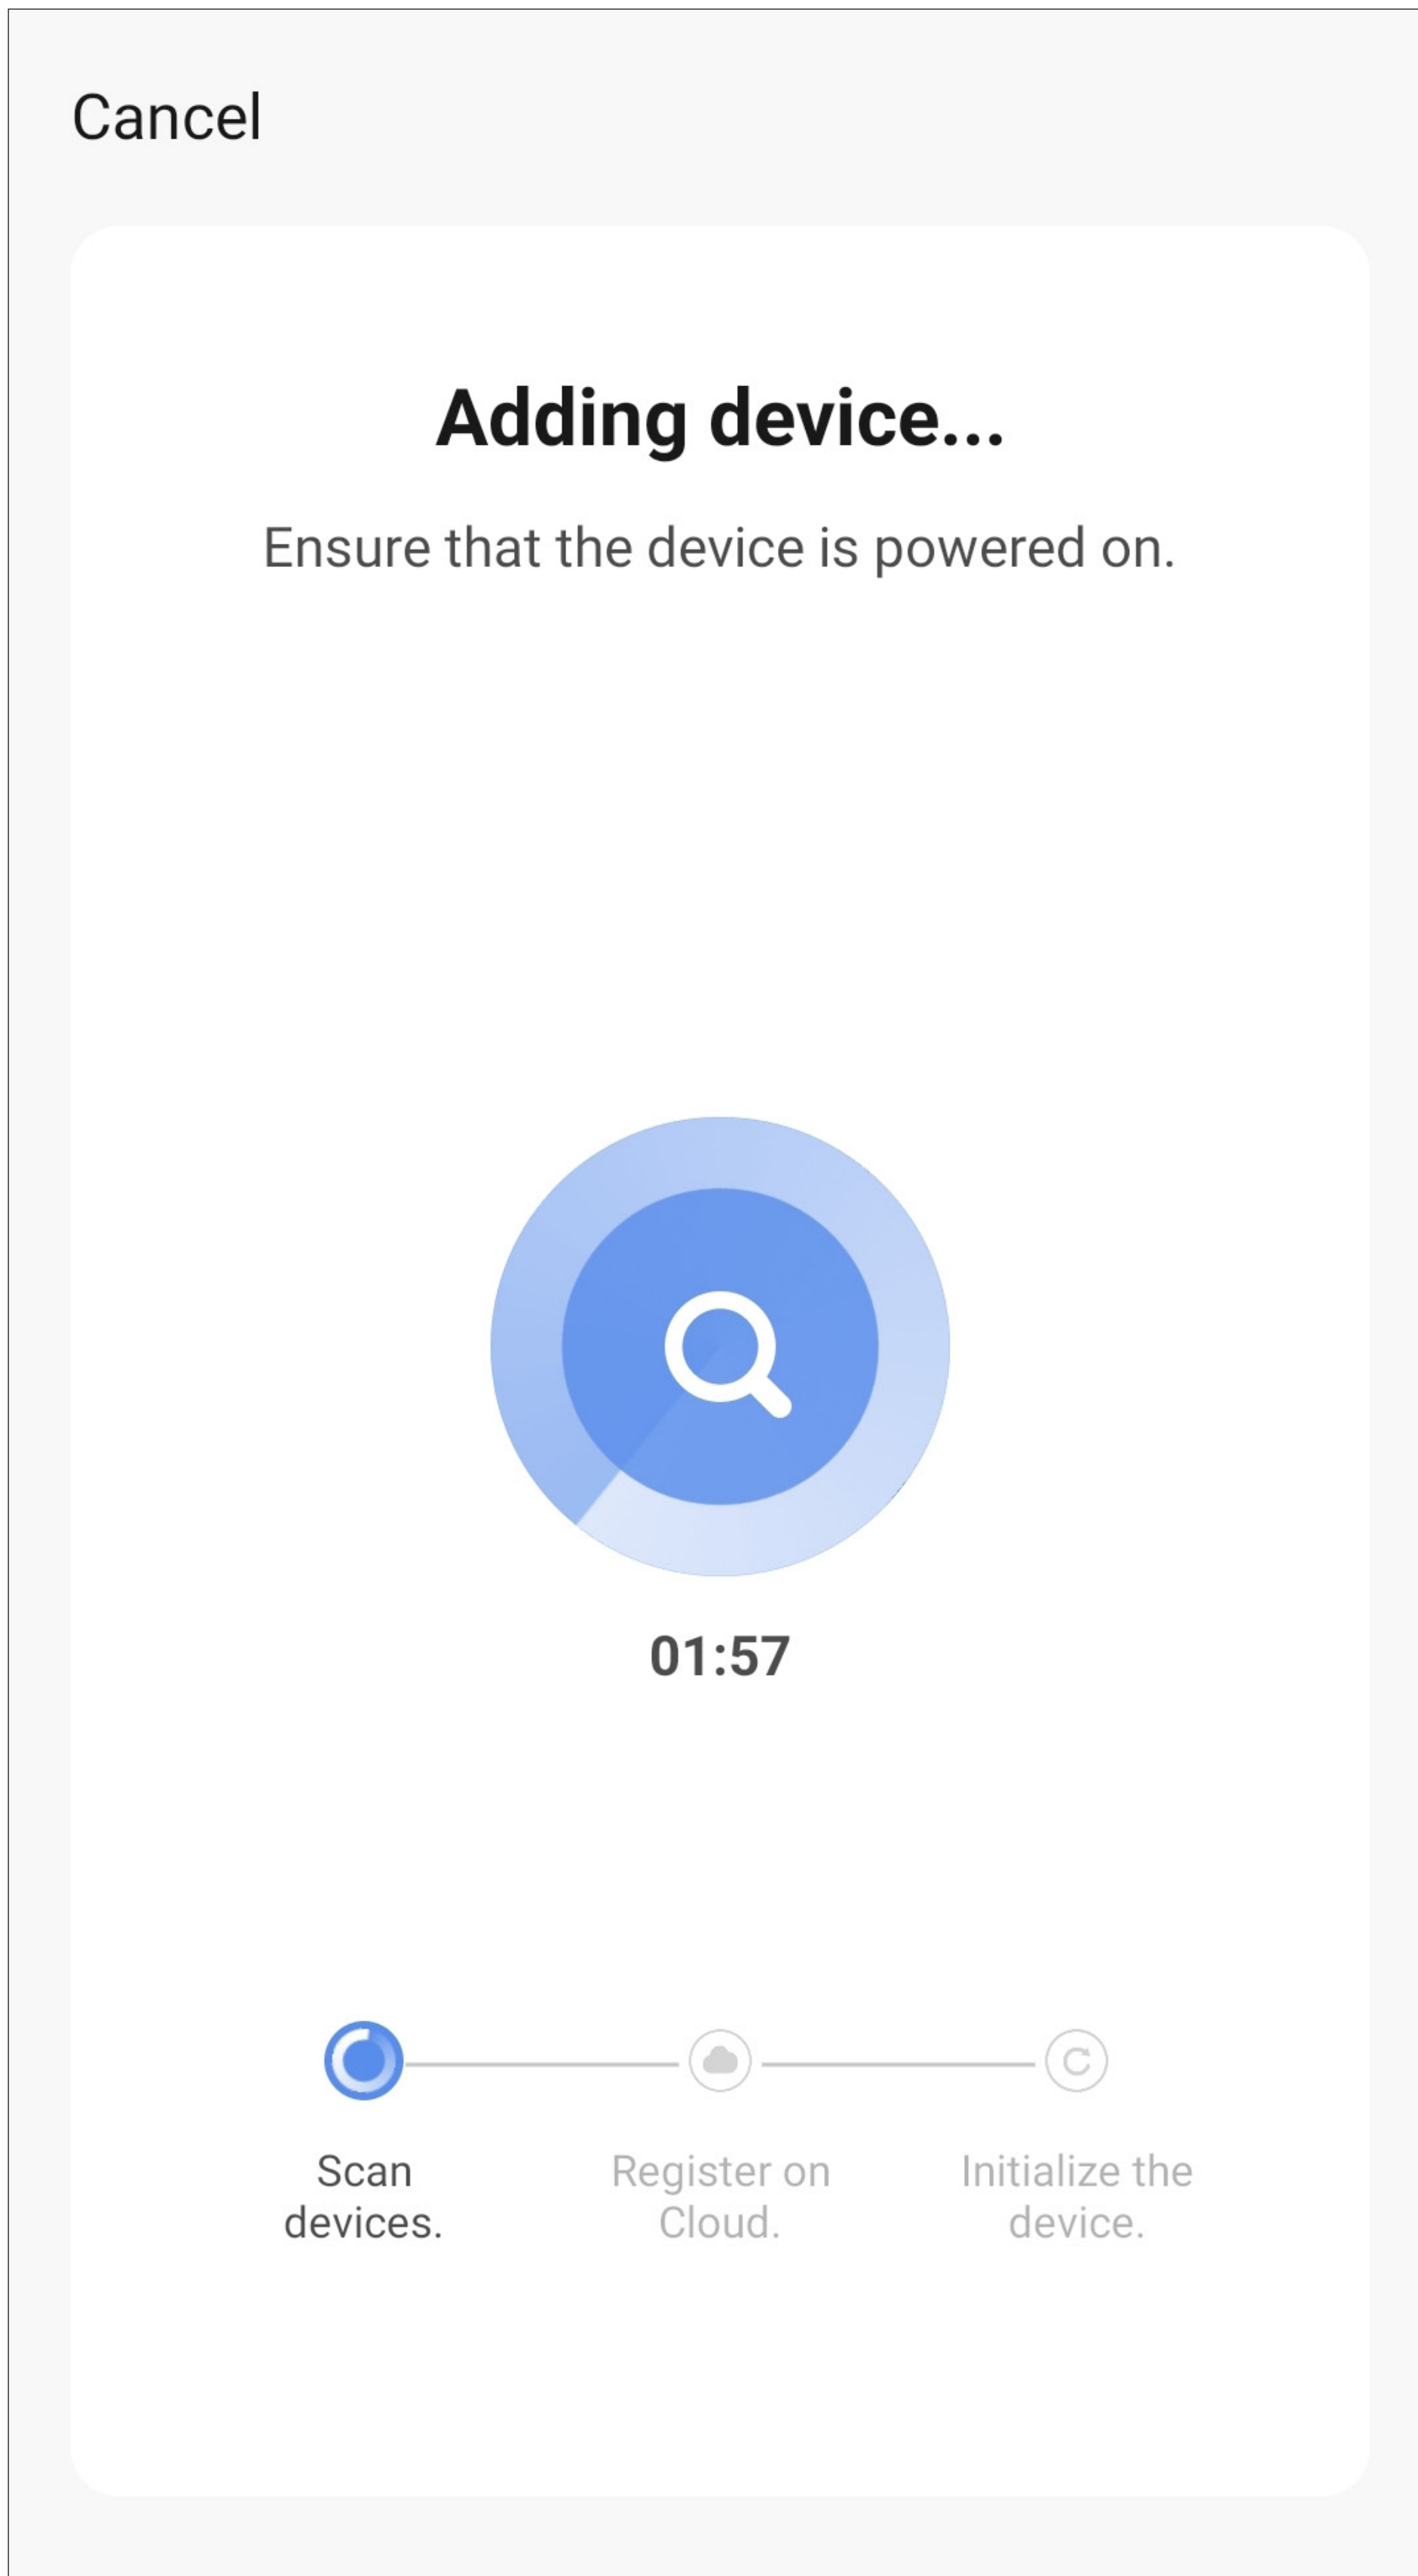 Cancel
Adding device...
Ensure that the device is powered on.
01:57
Scan
devices.
Register on
Cloud.
Initialize the
device.